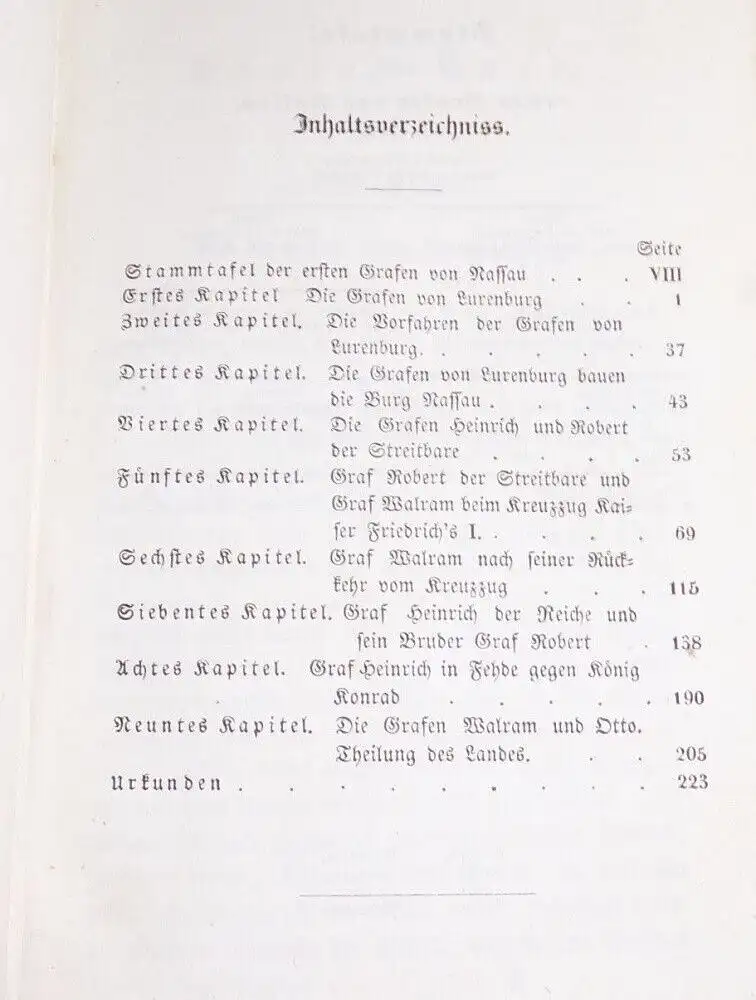 Inhaltsverzeichniss.
Seite
Stammtafel der ersten Grafen von Nassau . . . VIII
Erstes Kapitel Die Grafen von Lurenburg . . 1
Zweites Kapitel. Die Vorfahren der Grafen von
Lurenburg. . . . . . 37
Drittes Kapitel. Die Grafen von Lurenburg bauen
die Burg Nassau . . . . 43
Viertes Kapitel. Die Grafen Heinrich und Robert
der Streitbare . . . . 53
Fünftes Kapitel. Graf Robert der Streitbare und
Graf Walram beim Kreuzzug Kai-
ser Friedrich's I. . . . . 69
Sechstes Kapitel. Graf Walram nach seiner Rück-
kehr vom Kreuzzug . . . 115
Siebentes Kapitel. Graf Heinrich der Reiche und
sein Bruder Graf Robert . 138
Achtes Kapitel. Graf Heinrich in Fehde gegen König
Konrad . . . . . 190
Neuntes Kapitel. Die Grafen Walram und Otto.
Theilung des Landes. . . 205
Urkunden . . . . . . . . . 223